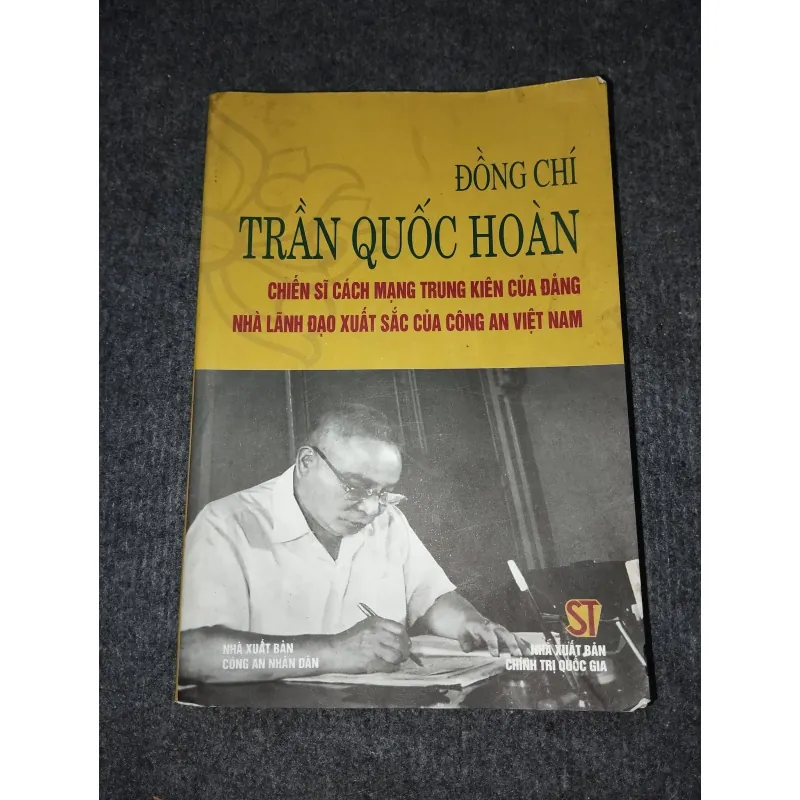 ĐỒNG CHÍ
TRẦN QUỐC HOÀN
CHIẾN SĨ CÁCH MẠNG TRUNG KIÊN CỦA ĐẢNG
NHÀ LÃNH ĐẠO XUẤT SẮC CỦA CÔNG AN VIỆT NAM
NHÀ XUẤT BẢN
CÔNG AN NHÂN DÂN
ST
NHÀ XUẤT BẢN
CHÍNH TRỊ QUỐC GIA